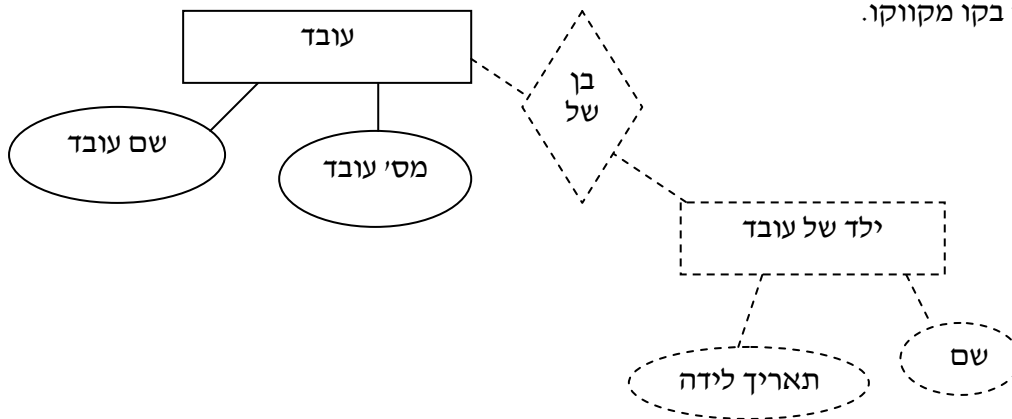 בקו מקווקו.
עובד
בן
של
שם עובד
מס' עובד
ילד של עובד
תאריך לידה
שם